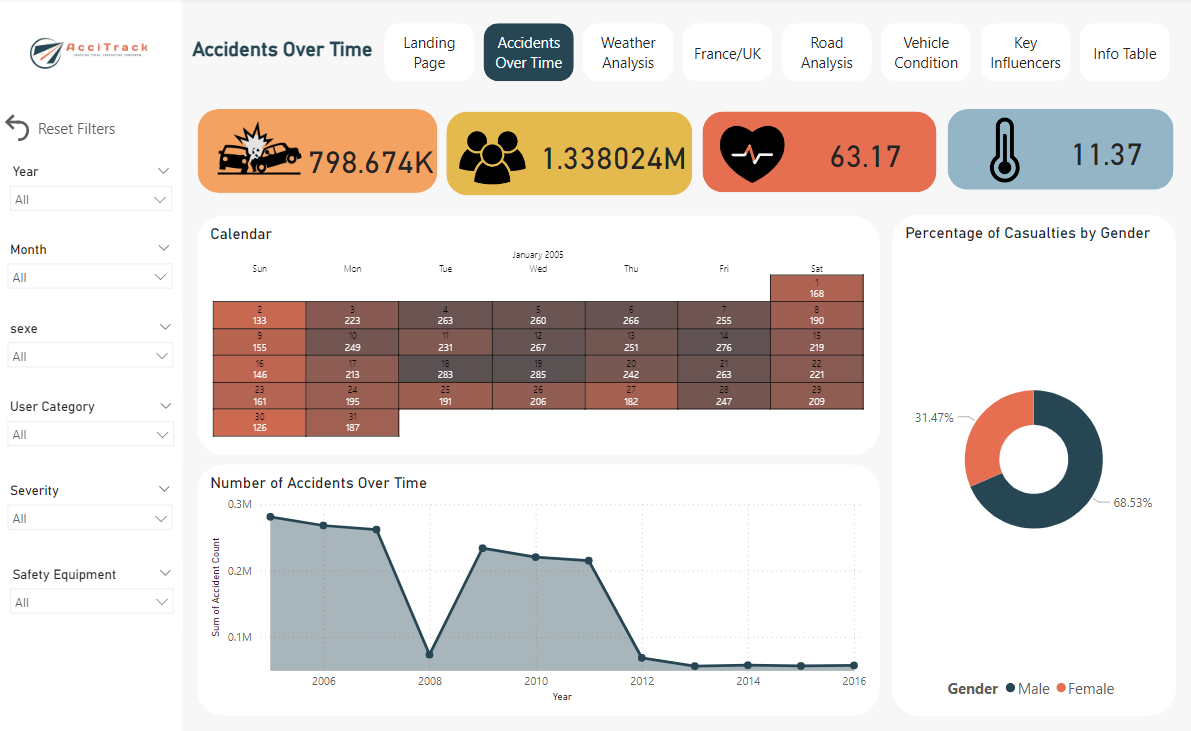 AcciTrack
Accidents Over Time
Landing
Page
Accidents
Over Time
Weather
Analysis
France/UK
Road
Analysis
Vehicle
Condition
Key
Influencers
Info Table
Reset Filters
Year
All
Month
All
sexe
All
User Category
All
Severity
All
Safety Equipment
All
798.674K
1.338024M
63.17
11.37
Calendar
January 2005
Sun Mon Tue Wed Thu Fri Sat
1
168
2 3 4 5 6 7 8
133 223 263 260 266 255 190
9 10 11 12 13 14 15
155 249 231 267 251 276 219
16 17 18 19 20 21 22
146 213 283 285 242 263 221
23 24 25 26 27 28 29
161 195 191 206 182 247 209
30 31
126 187
Number of Accidents Over Time
0.3M
0.2M
0.1M
Sum of Accident Count
2006 2008 2010 2012 2014 2016
Year
Percentage of Casualties by Gender
31.47%
68.53%
Gender Male Female